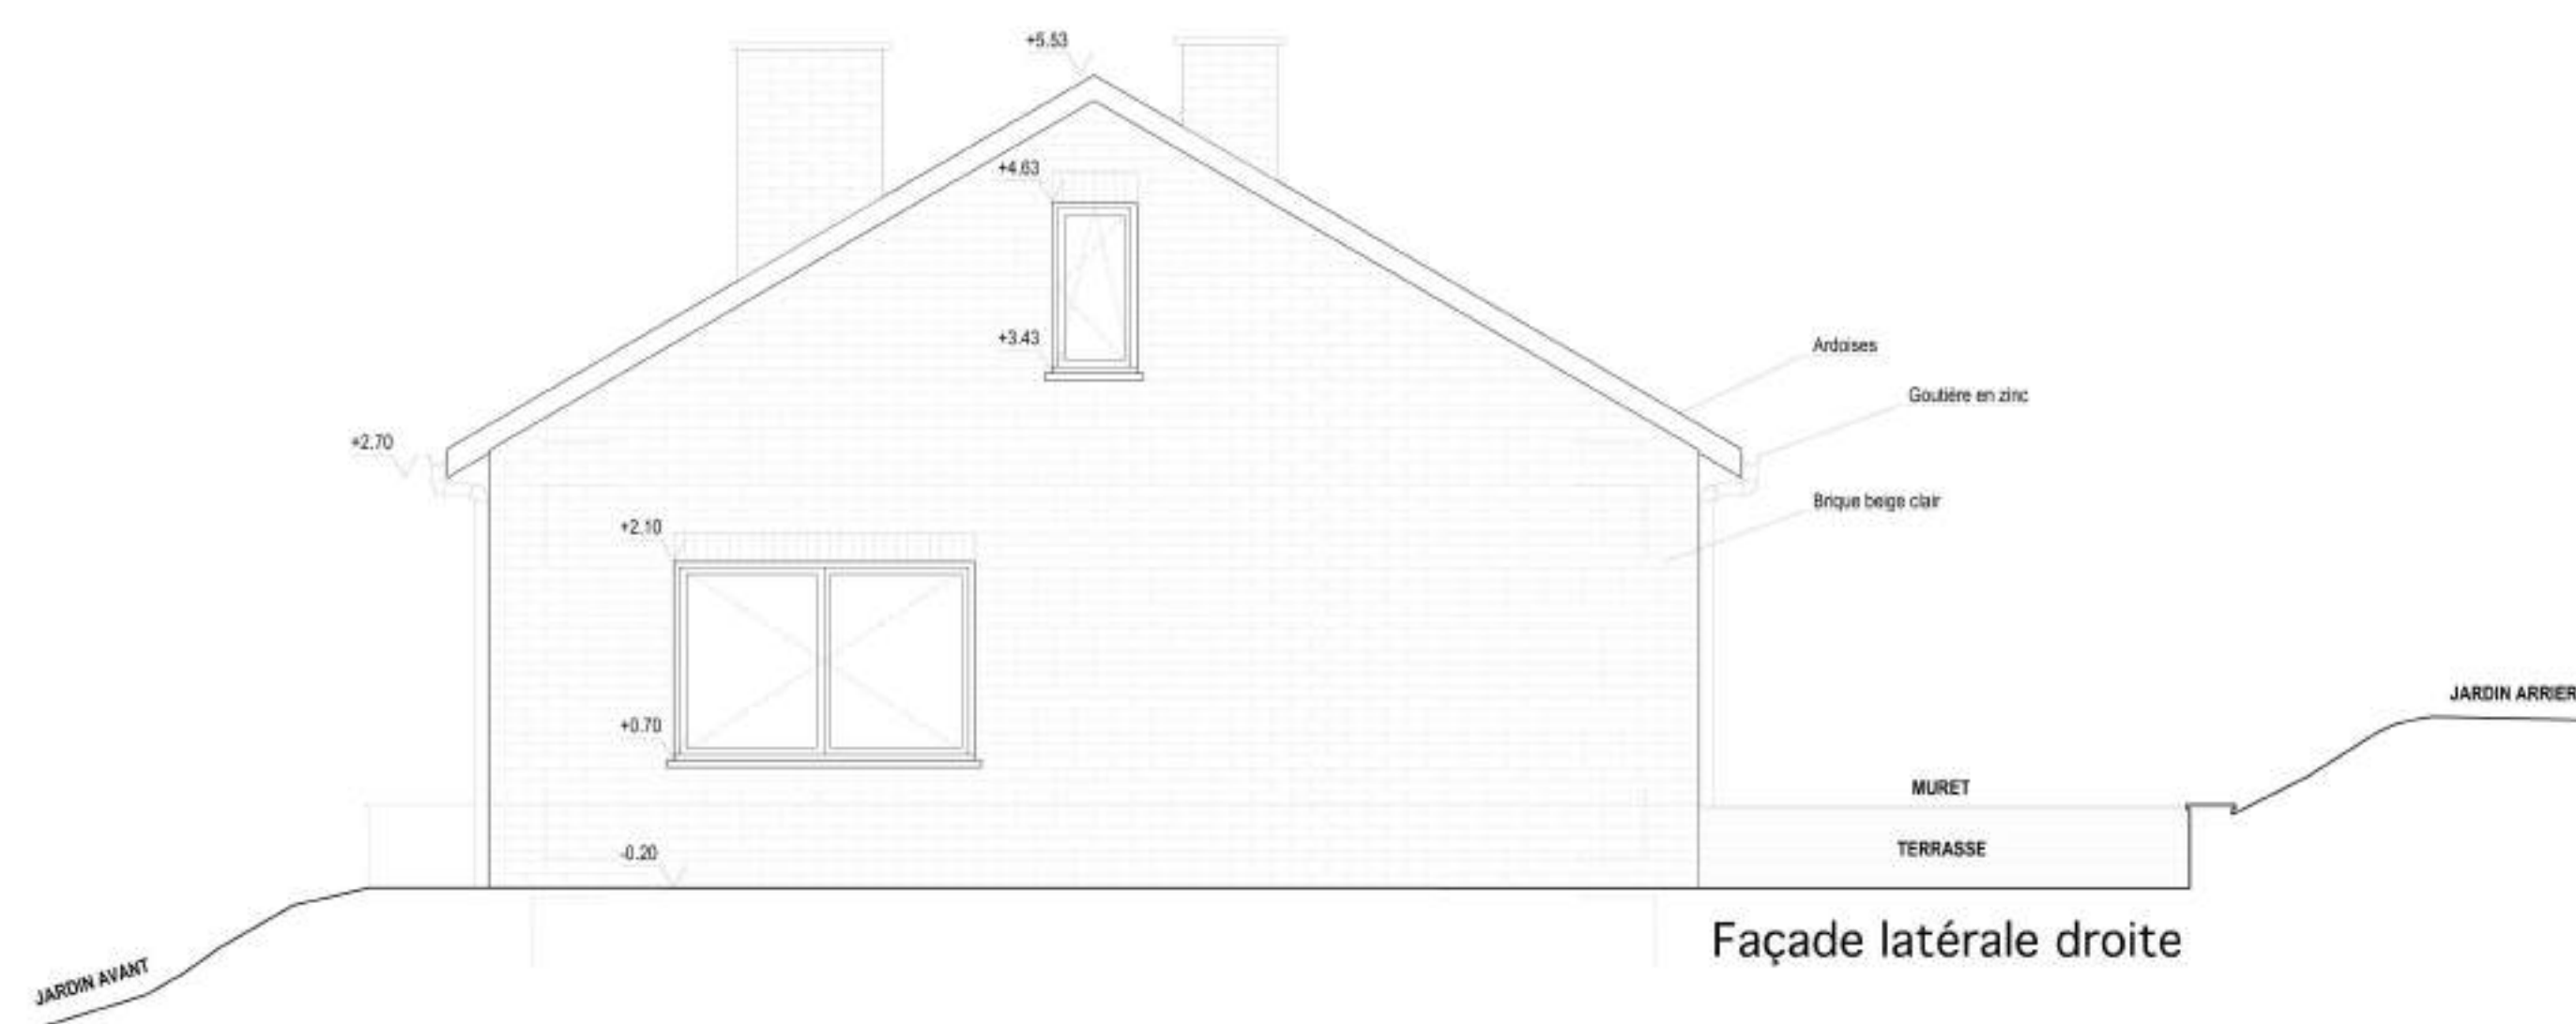 +5.53
+4.63
+3.43
Ardoises
Goutière en zinc
+2.70
Brique beige clair
+2.10
+0.70
JARDIN ARRIER
MURET
TERRASSE
-0.20
Façade latérale droite
JARDIN AVANT